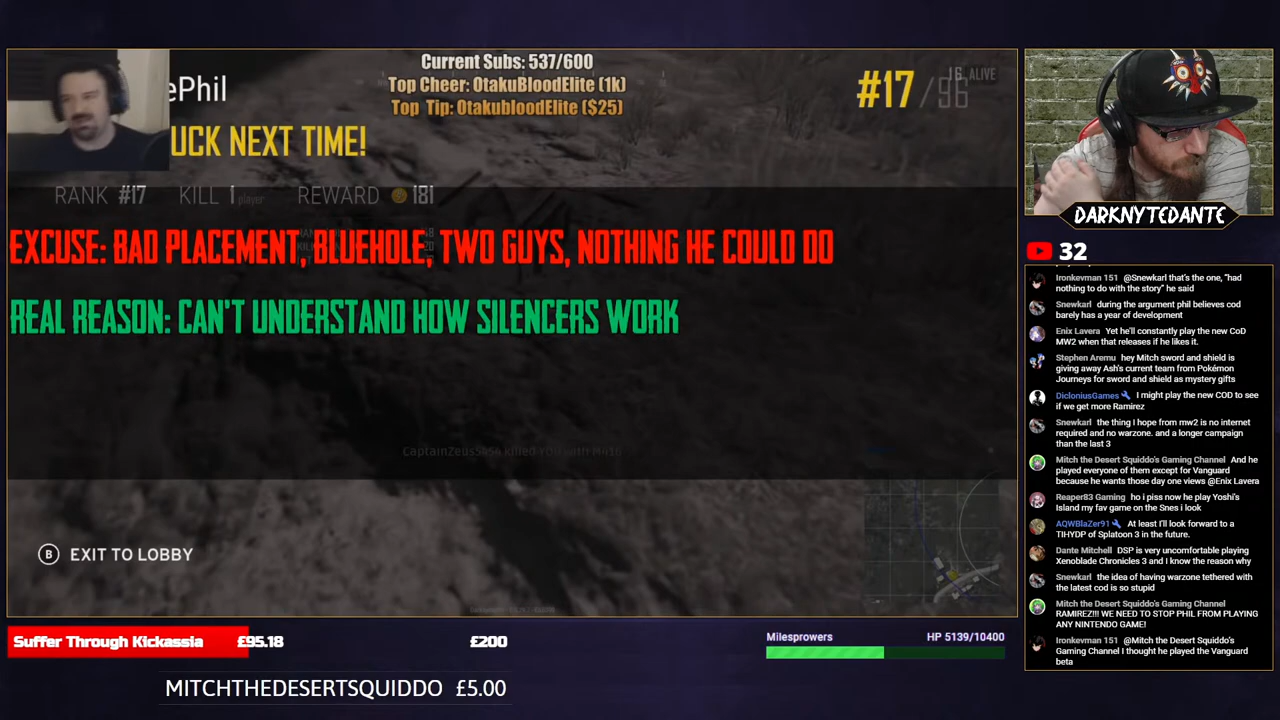 Current Subs: 537/600
Top Cheer: OtakuBloodElite (1k)
Top Tip: OtakubloodElite ($25)
ePhil
#17/96
16 ALIVE
UCK NEXT TIME!
RANK #17 KILL 1 player REWARD 181
EXCUSE: BAD PLACEMENT, BLUEHOLE, TWO GUYS, NOTHING HE COULD DO
REAL REASON: CAN'T UNDERSTAND HOW SILENCERS WORK
CaptainZeus5454 killed YOU with M416
B EXIT TO LOBBY
Suffer Through Kickassia £95.18 £200
Milesprowers HP 5139/10400
MITCHTHEDESERTSQUIDDO £5.00
DARKNYTEDANTE
32
Ironkevman 151 @Snewkarl that's the one, "had
nothing to do with the story" he said
Snewkarl during the argument phil believes cod
barely has a year of development
Enix Lavera Yet he'll constantly play the new CoD
MW2 when that releases if he likes it.
Stephen Aremu hey Mitch sword and shield is
giving away Ash's current team from Pokémon
Journeys for sword and shield as mystery gifts
DicloniusGames I might play the new COD to see
if we get more Ramirez
Snewkarl the thing I hope from mw2 is no internet
required and no warzone. and a longer campaign
than the last 3
Mitch the Desert Squiddo's Gaming Channel And he
played everyone of them except for Vanguard
because he wants those day one views @Enix Lavera
Reaper83 Gaming ho i piss now he play Yoshi's
Island my fav game on the Snes i look
AQWBlaZer91 At least I'll look forward to a
TIHYDP of Splatoon 3 in the future.
Dante Mitchell DSP is very uncomfortable playing
Xenoblade Chronicles 3 and I know the reason why
Snewkarl the idea of having warzone tethered with
the latest cod is so stupid
Mitch the Desert Squiddo's Gaming Channel
RAMIREZ!!! WE NEED TO STOP PHIL FROM PLAYING
ANY NINTENDO GAME!
Ironkevman 151 @Mitch the Desert Squiddo's
Gaming Channel I thought he played the Vanguard
beta